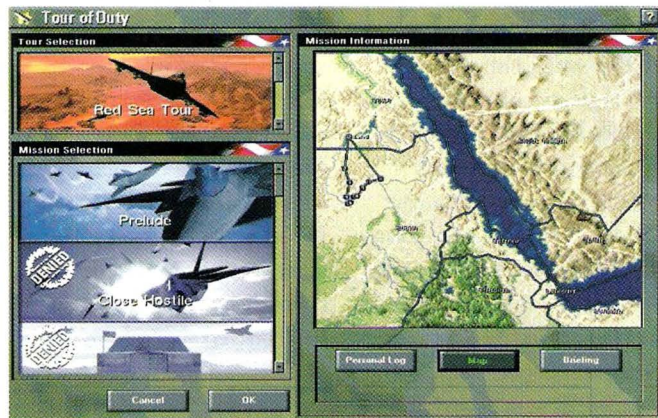 Tour of Duty
?
Tour Selection
Red Sea Tour
Mission Selection
Prelude
DENIED
Close Hostile
DENIED
Cancel
OK
Mission Information
Personal Log
Map
Briefing